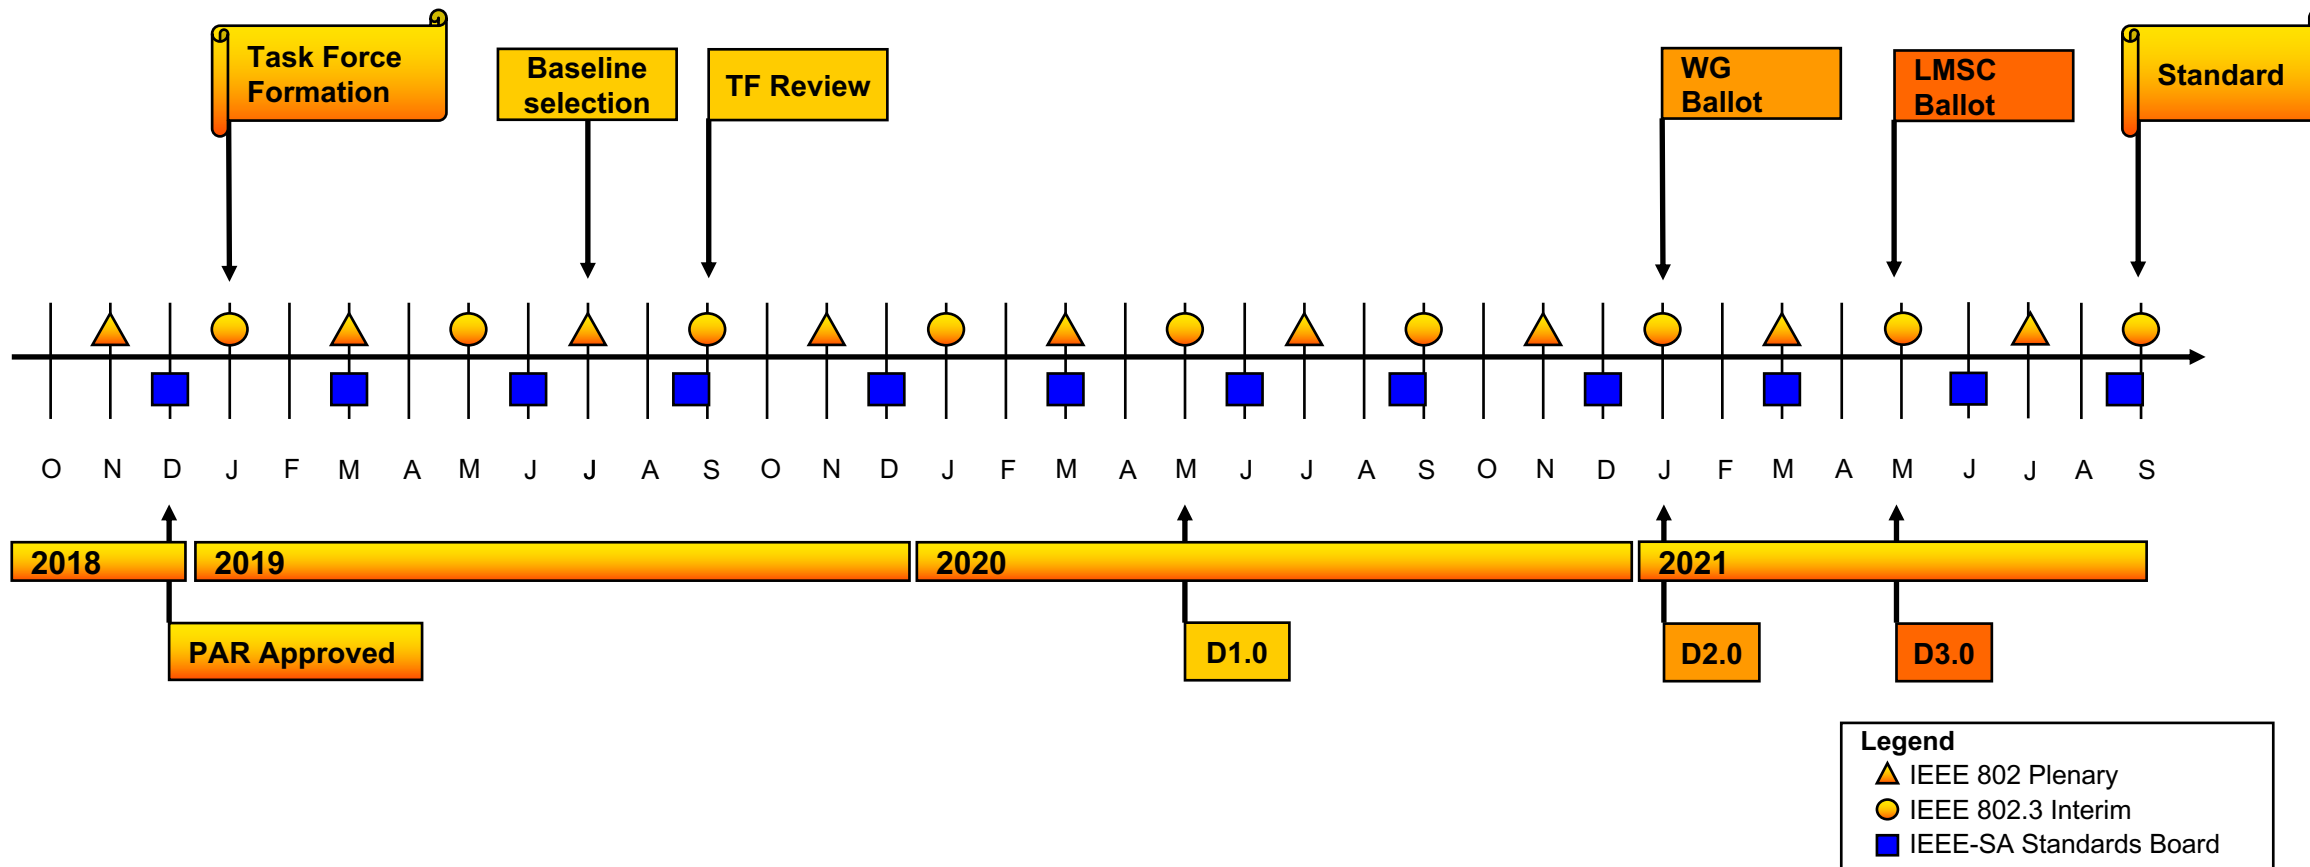 Task Force
Formation
Baseline
selection
TF Review
WG
Ballot
LMSC
Ballot
Standard
O N D J F M A M J J A S O N D J F M A M J J A S O N D J F M A M J J A S
2018
2019
2020
2021
PAR Approved
D1.0
D2.0
D3.0
Legend
IEEE 802 Plenary
IEEE 802.3 Interim
IEEE-SA Standards Board